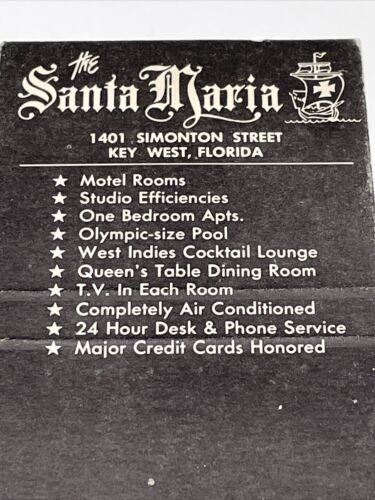 the
Santa Maria
1401 SIMONTON STREET
KEY WEST, FLORIDA
★ Motel Rooms
★ Studio Efficiencies
★ One Bedroom Apts.
★ Olympic-size Pool
★ West Indies Cocktail Lounge
★ Queen's Table Dining Room
★ T.V. In Each Room
★ Completely Air Conditioned
★ 24 Hour Desk & Phone Service
★ Major Credit Cards Honored